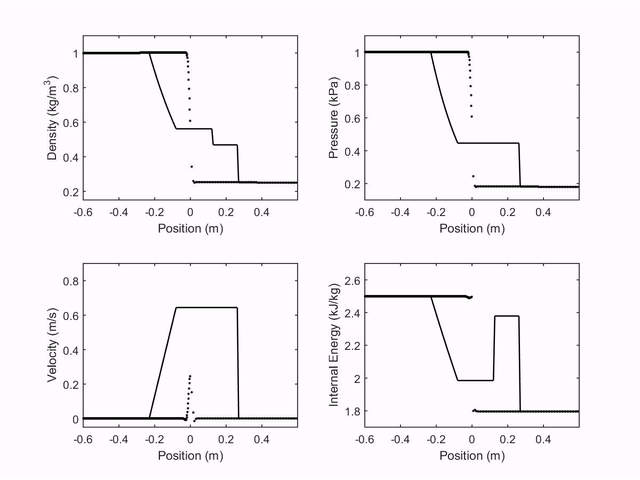 Density (kg/m³)
1
0.8
0.6
0.4
0.2
-0.6 -0.4 -0.2 0 0.2 0.4
Position (m)
Pressure (kPa)
1
0.8
0.6
0.4
0.2
-0.6 -0.4 -0.2 0 0.2 0.4
Position (m)
Velocity (m/s)
0.8
0.6
0.4
0.2
0
-0.6 -0.4 -0.2 0 0.2 0.4
Position (m)
Internal Energy (kJ/kg)
2.6
2.4
2.2
2
1.8
-0.6 -0.4 -0.2 0 0.2 0.4
Position (m)